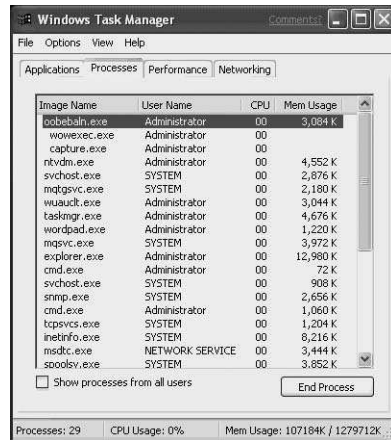 Windows Task Manager Comments?
File Options View Help
Applications Processes Performance Networking
Image Name User Name CPU Mem Usage
oobebaln.exe Administrator 00 3,084 K
wowexec.exe Administrator 00
capture.exe Administrator 00
ntvdm.exe Administrator 00 4,552 K
svchost.exe SYSTEM 00 2,876 K
mqtgsvc.exe SYSTEM 00 2,180 K
wuauclt.exe Administrator 00 3,044 K
taskmgr.exe Administrator 00 4,676 K
wordpad.exe Administrator 00 1,220 K
mqsvc.exe SYSTEM 00 3,972 K
explorer.exe Administrator 00 12,980 K
cmd.exe Administrator 00 72 K
svchost.exe SYSTEM 00 908 K
snmp.exe SYSTEM 00 2,656 K
cmd.exe Administrator 00 1,060 K
tcpsvcs.exe SYSTEM 00 1,204 K
inetinfo.exe SYSTEM 00 8,216 K
msdtc.exe NETWORK SERVICE 00 3,444 K
spoolsv.exe SYSTEM 00 3,852 K
Show processes from all users
End Process
Processes: 29 CPU Usage: 0% Mem Usage: 107184K / 1279712K